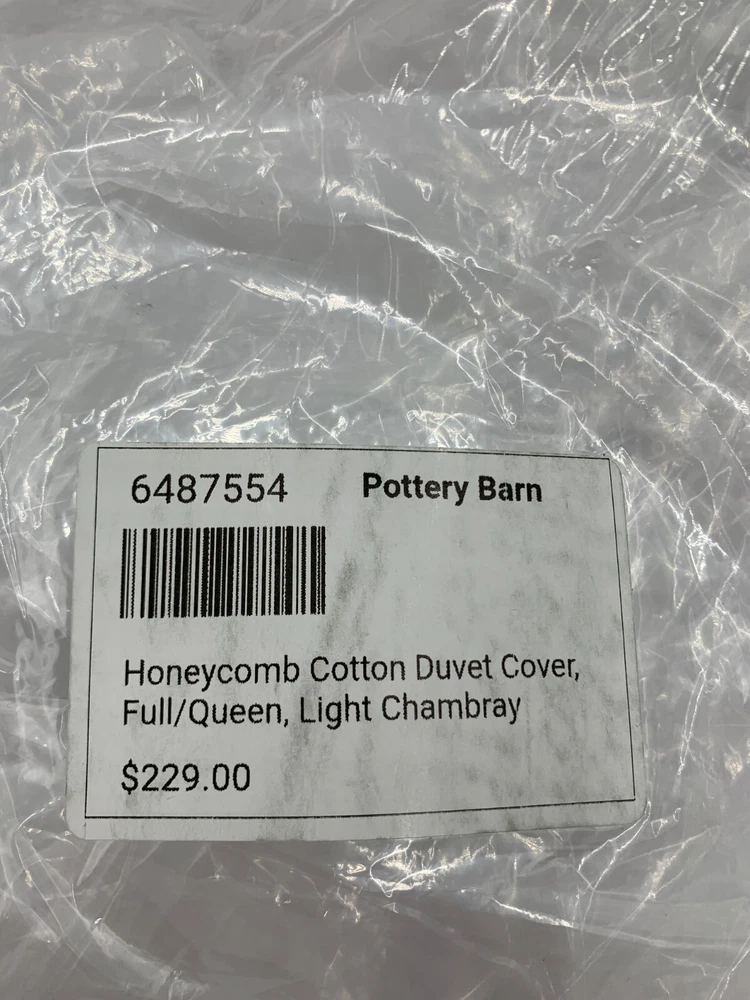 6487554 Pottery Barn
Honeycomb Cotton Duvet Cover,
Full/Queen, Light Chambray
$229.00